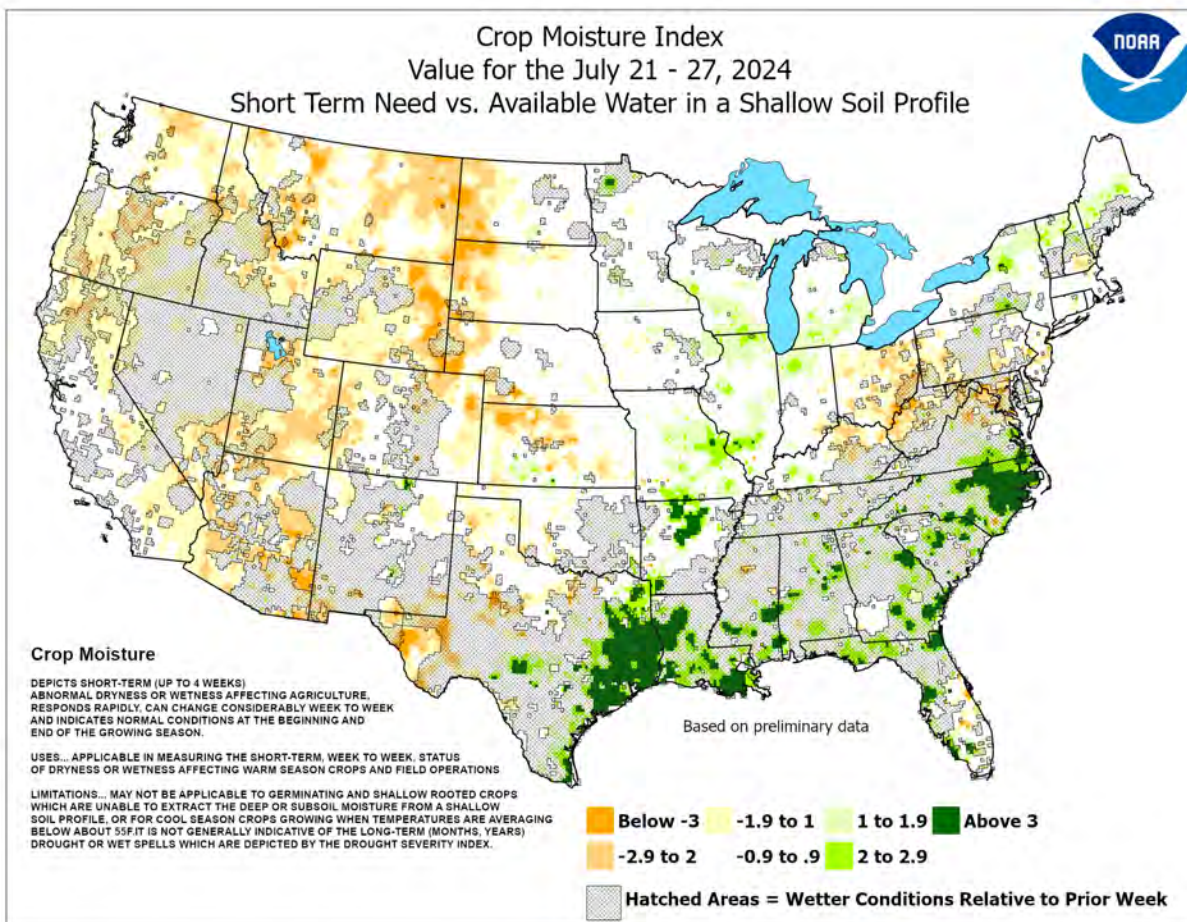 Crop Moisture Index
Value for the July 21 - 27, 2024
Short Term Need vs. Available Water in a Shallow Soil Profile
NOAA
Crop Moisture
DEPICTS SHORT-TERM (UP TO 4 WEEKS)
ABNORMAL DRYNESS OR WETNESS AFFECTING AGRICULTURE,
RESPONDS RAPIDLY, CAN CHANGE CONSIDERABLY WEEK TO WEEK
AND INDICATES NORMAL CONDITIONS AT THE BEGINNING AND
END OF THE GROWING SEASON.
USES... APPLICABLE IN MEASURING THE SHORT-TERM, WEEK TO WEEK, STATUS
OF DRYNESS OR WETNESS AFFECTING WARM SEASON CROPS AND FIELD OPERATIONS
LIMITATIONS... MAY NOT BE APPLICABLE TO GERMINATING AND SHALLOW ROOTED CROPS
WHICH ARE UNABLE TO EXTRACT THE DEEP OR SUBSOIL MOISTURE FROM A SHALLOW
SOIL PROFILE, OR FOR COOL SEASON CROPS GROWING WHEN TEMPERATURES ARE AVERAGING
BELOW ABOUT 55F.IT IS NOT GENERALLY INDICATIVE OF THE LONG-TERM (MONTHS, YEARS)
DROUGHT OR WET SPELLS WHICH ARE DEPICTED BY THE DROUGHT SEVERITY INDEX.
Based on preliminary data
Below -3 -1.9 to 1 1 to 1.9 Above 3
-2.9 to 2 -0.9 to .9 2 to 2.9
Hatched Areas = Wetter Conditions Relative to Prior Week